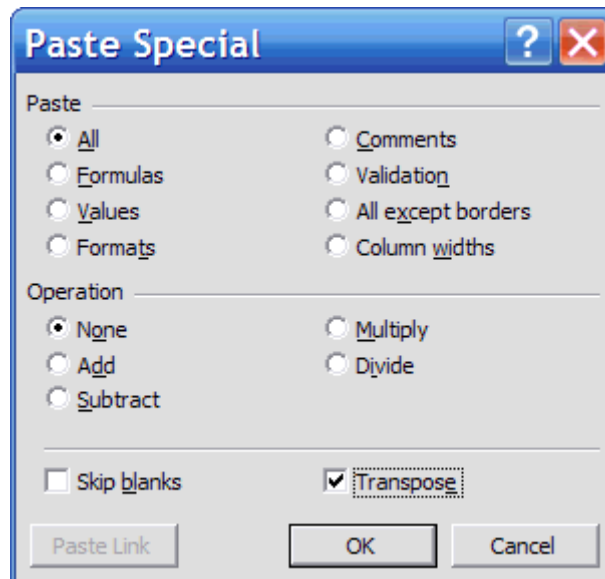 Paste Special ?
Paste
All Comments
Formulas Validation
Values All except borders
Formats Column widths
Operation
None Multiply
Add Divide
Subtract
Skip blanks Transpose
Paste Link OK Cancel